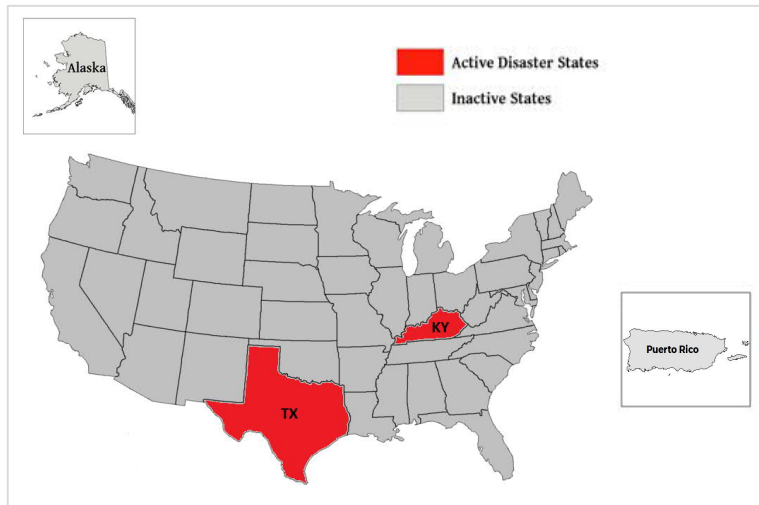 Alaska
Active Disaster States
Inactive States
KY
Puerto Rico
TX